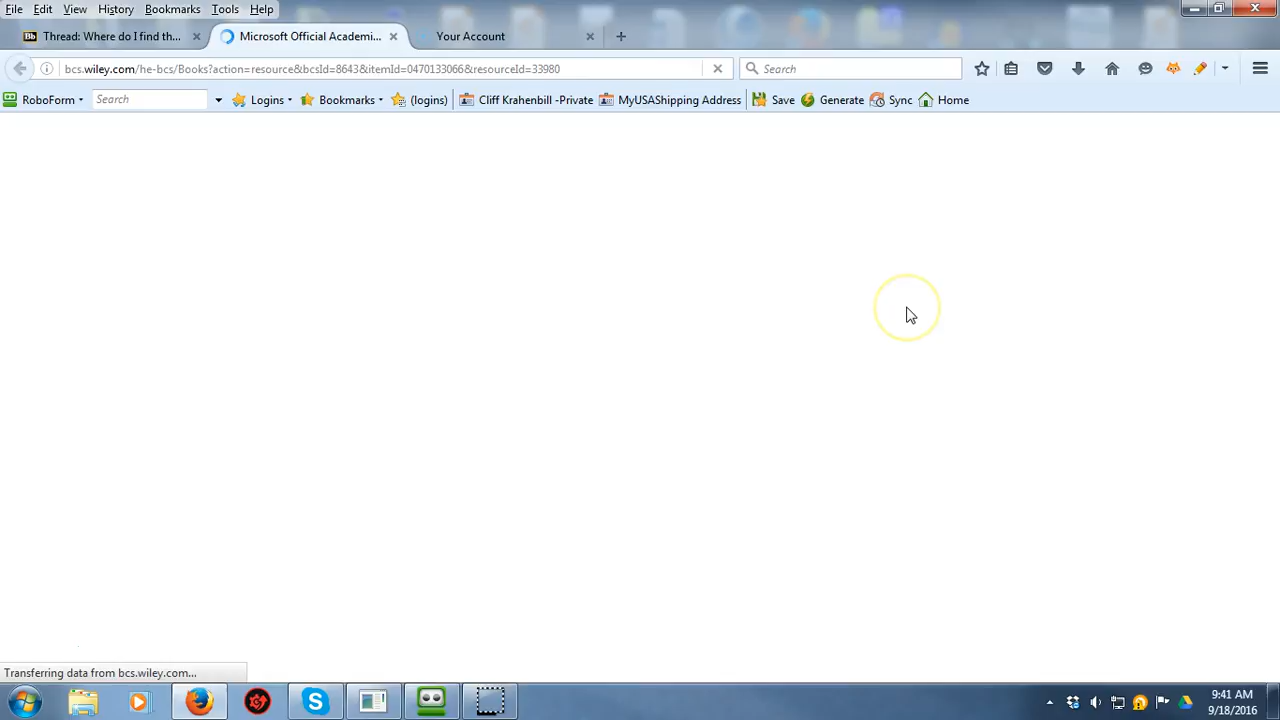 File Edit View History Bookmarks Tools Help
Bb Thread: Where do I find th... Microsoft Official Academi... Your Account
bcs.wiley.com/he-bcs/Books?action=resource&bcsId=8643&itemId=0470133066&resourceId=33980 Search
RoboForm Search Logins Bookmarks (logins) Cliff Krahenbill -Private MyUSAShipping Address Save Generate Sync Home
Transferring data from bcs.wiley.com...
9:41 AM
9/18/2016